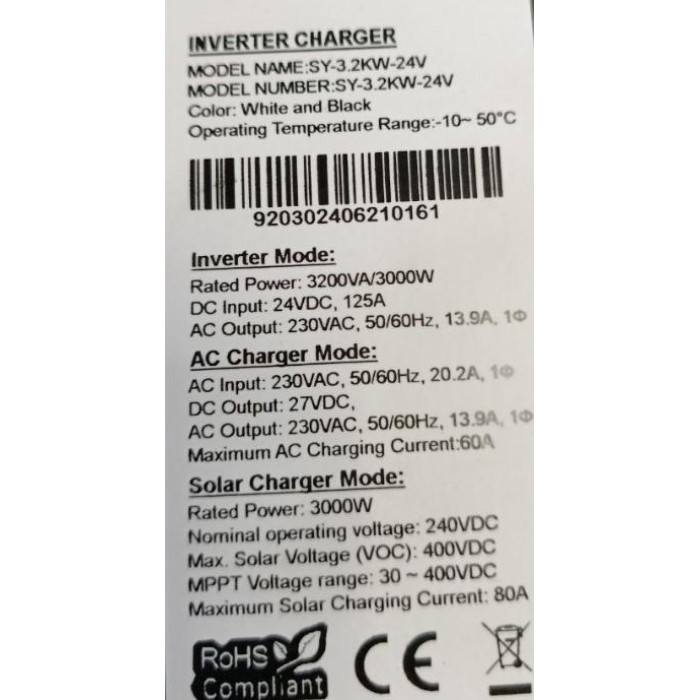 INVERTER CHARGER
MODEL NAME:SY-3.2KW-24V
MODEL NUMBER:SY-3.2KW-24V
Color: White and Black
Operating Temperature Range:-10~ 50°C
920302406210161
Inverter Mode:
Rated Power: 3200VA/3000W
DC Input: 24VDC, 125A
AC Output: 230VAC, 50/60Hz, 13.9A, 1Φ
AC Charger Mode:
AC Input: 230VAC, 50/60Hz, 20.2A, 1Φ
DC Output: 27VDC,
AC Output: 230VAC, 50/60Hz, 13.9A, 1Φ
Maximum AC Charging Current:60A
Solar Charger Mode:
Rated Power: 3000W
Nominal operating voltage: 240VDC
Max. Solar Voltage (VOC): 400VDC
MPPT Voltage range: 30 ~ 400VDC
Maximum Solar Charging Current: 80A
RoHS
Compliant
CE